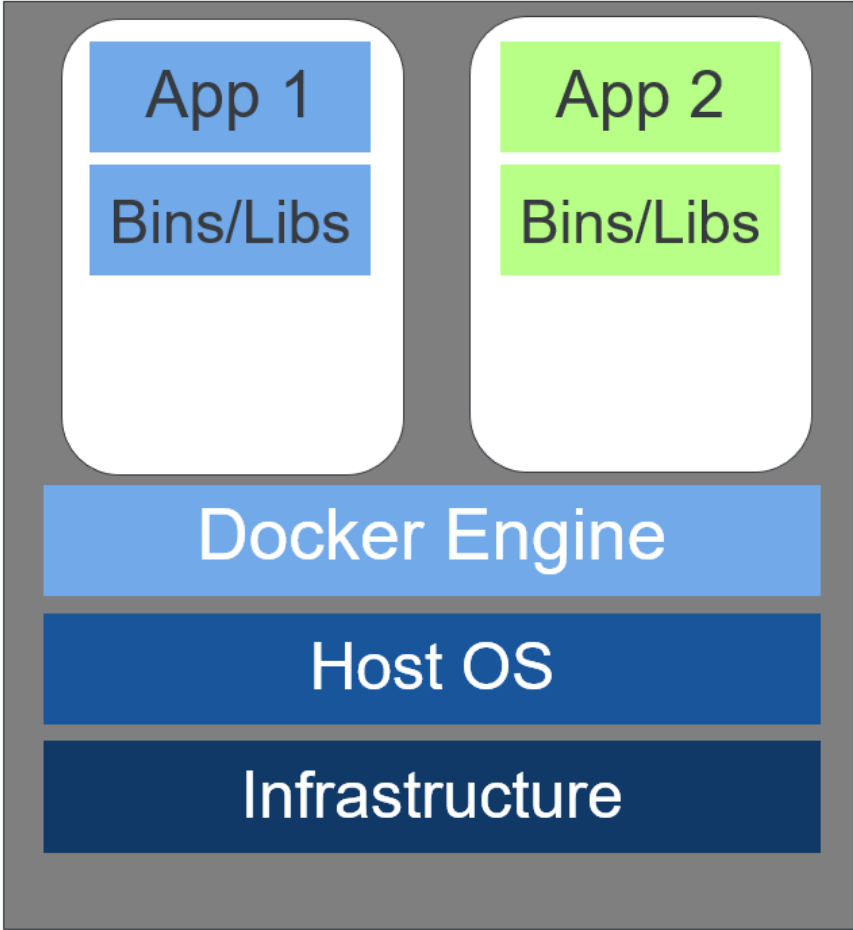 App 1
App 2
Bins/Libs
Bins/Libs
Docker Engine
Host OS
Infrastructure